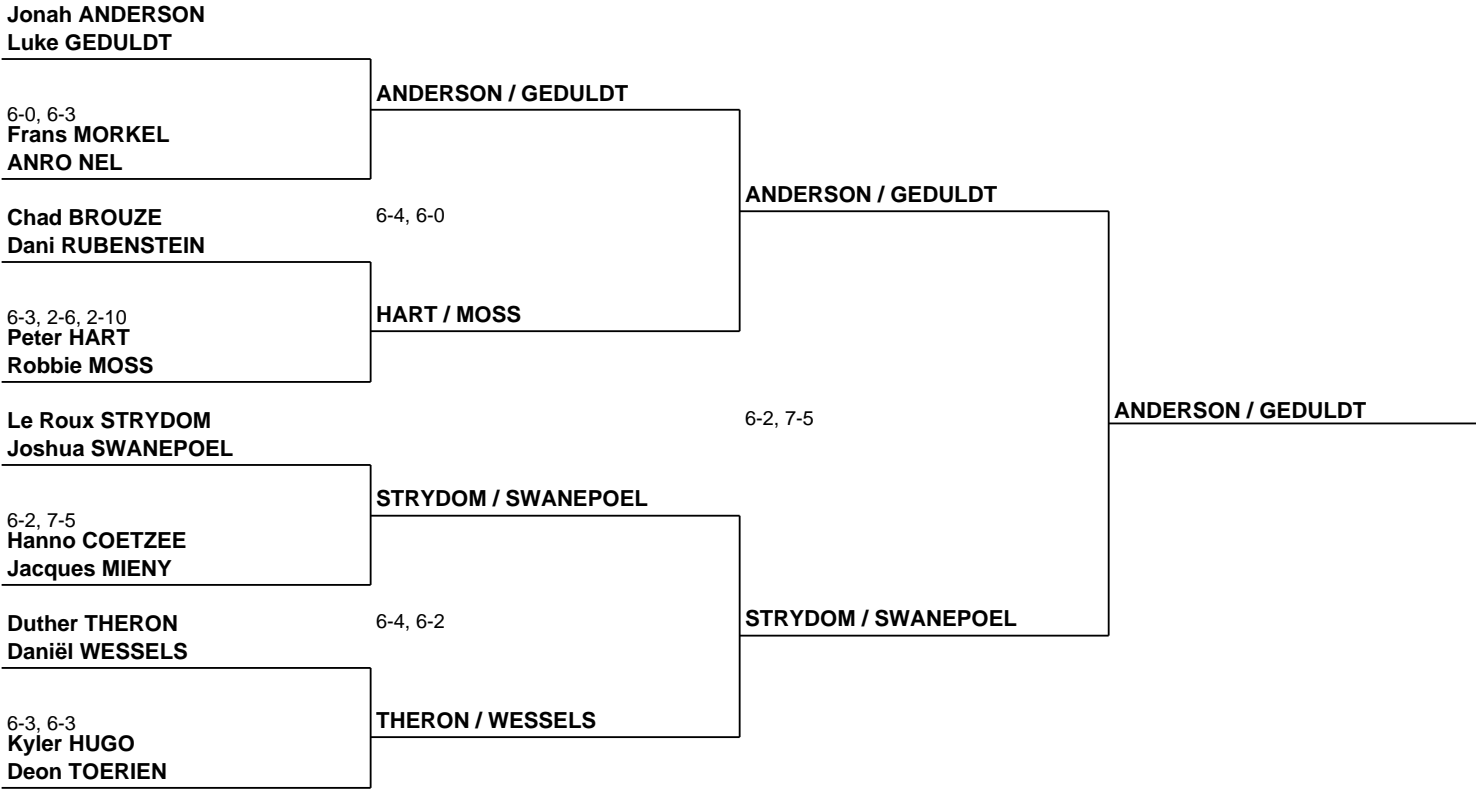 Jonah ANDERSON
Luke GEDULDT
6-0, 6-3
Frans MORKEL
ANRO NEL
Chad BROUZE
Dani RUBENSTEIN
6-3, 2-6, 2-10
Peter HART
Robbie MOSS
Le Roux STRYDOM
Joshua SWANEPOEL
6-2, 7-5
Hanno COETZEE
Jacques MIENY
Duther THERON
Daniël WESSELS
6-3, 6-3
Kyler HUGO
Deon TOERIEN
ANDERSON / GEDULDT
6-4, 6-0
HART / MOSS
STRYDOM / SWANEPOEL
6-4, 6-2
THERON / WESSELS
ANDERSON / GEDULDT
6-2, 7-5
STRYDOM / SWANEPOEL
ANDERSON / GEDULDT